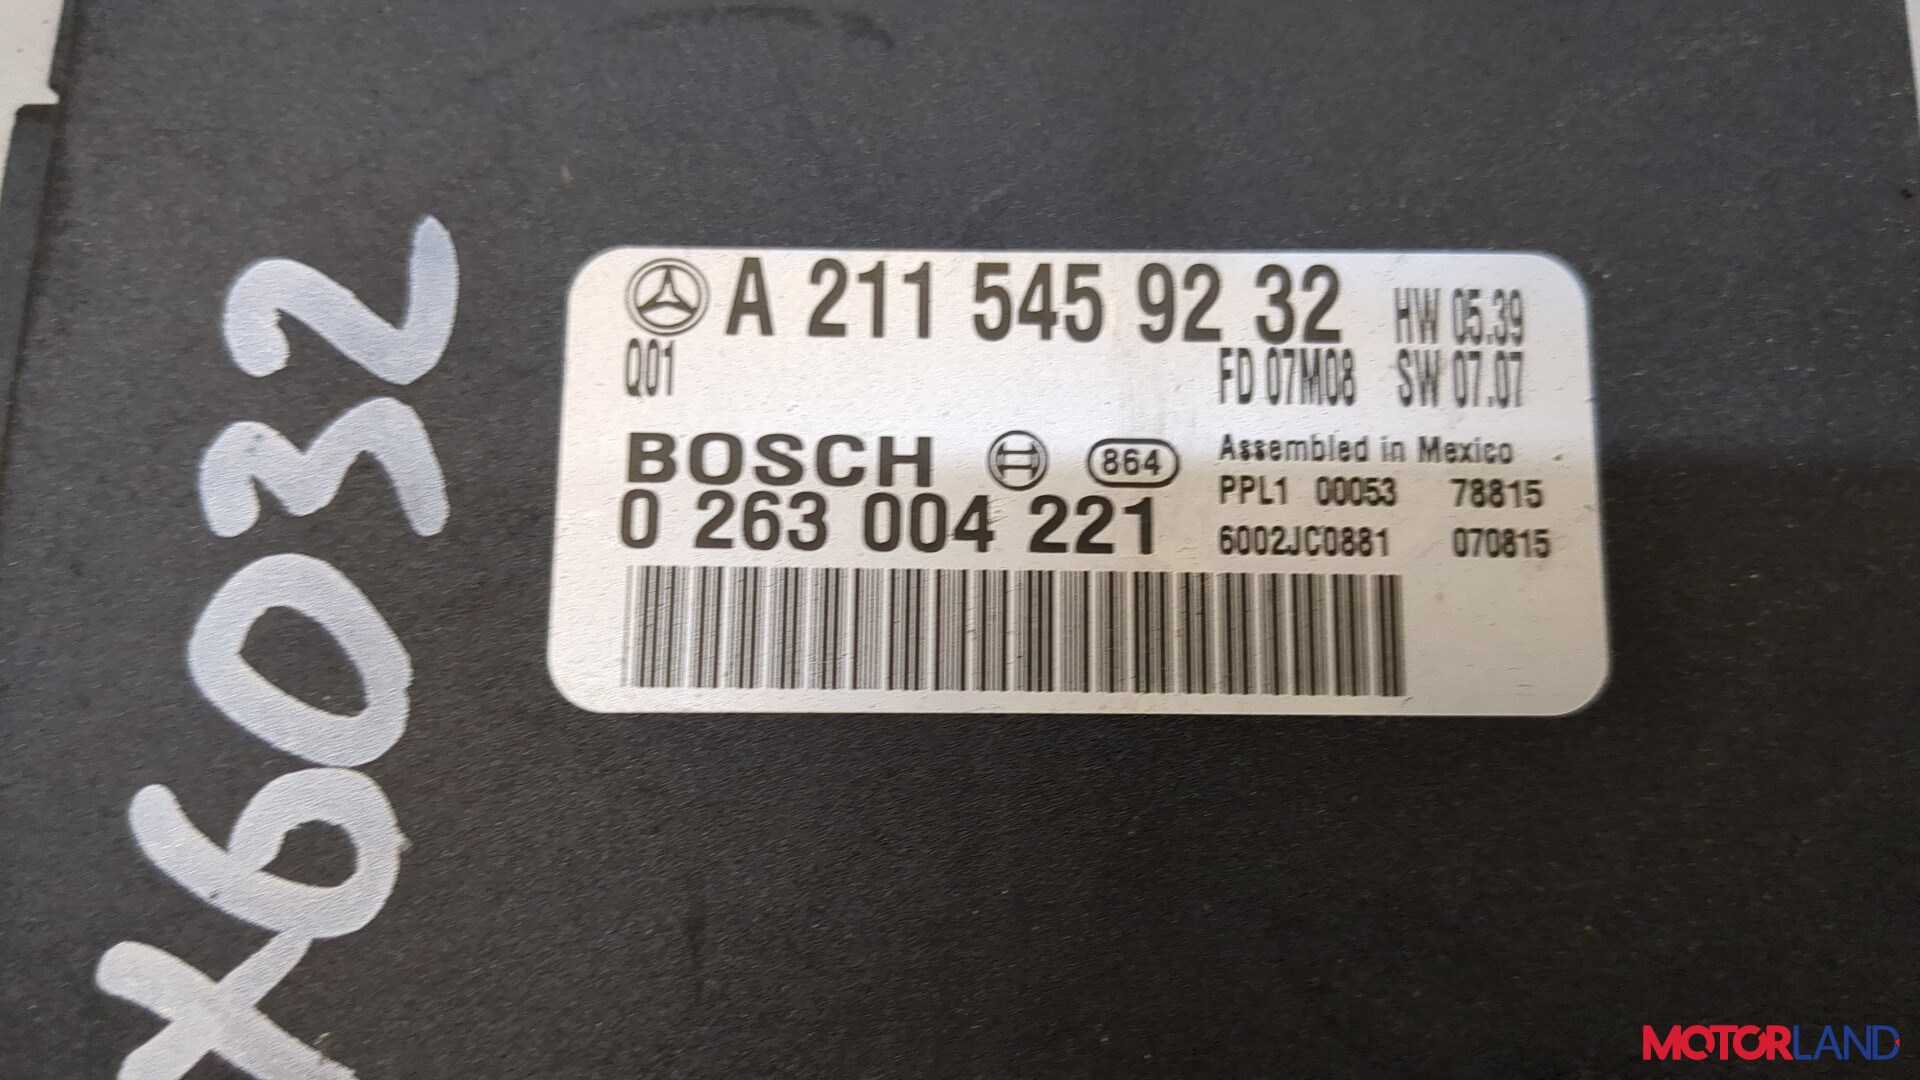 A 211 545 92 32 HW 05.39
Q01 FD 07M08 SW 07.07
BOSCH 864 Assembled in Mexico
PPL1 00053 78815
0 263 004 221
6002JC0881 070815
X6032
MOTORLAND